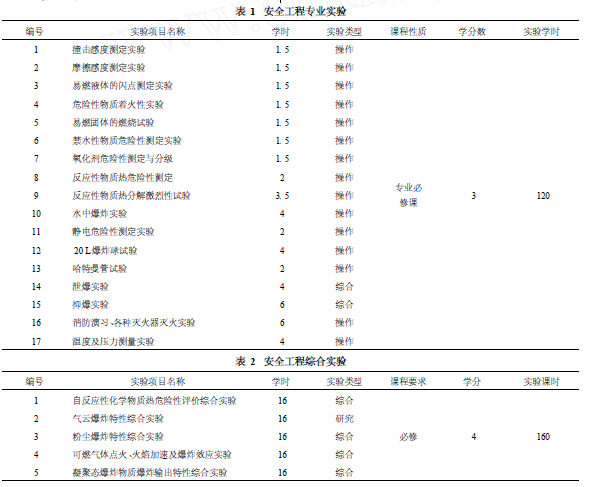 表 1 安全工程专业实验
编号 实验项目名称 学时 实验类型 课程性质 学分数 实验学时
1 撞击感度测定实验 1.5 操作
2 摩擦感度测定实验 1.5 操作
3 易燃液体的闪点测定实验 1.5 操作
4 危险性物质着火性实验 1.5 操作
5 易燃固体的燃烧试验 1.5 操作
6 禁水性物质危险性测定实验 1.5 操作
7 氧化剂危险性测定与分级 1.5 操作
8 反应性物质热危险性测定 2 操作
9 反应性物质热分解激烈性试验 3.5 操作 专业必修课 3 120
10 水中爆炸实验 4 操作
11 静电危险性测定实验 2 操作
12 20 L爆炸球试验 4 操作
13 哈特曼管试验 2 操作
14 泄爆实验 4 综合
15 抑爆实验 6 综合
16 消防演习、各种灭火器灭火实验 6 操作
17 温度及压力测量实验 4 操作
表 2 安全工程综合实验
编号 实验项目名称 学时 实验类型 课程要求 学分 实验课时
1 自反应性化学物质热危险性评价综合实验 16 综合
2 气云爆炸特性综合实验 16 研究
3 粉尘爆炸特性综合实验 16 综合 必修 4 160
4 可燃气体点火、火焰加速及爆炸效应实验 16 综合
5 凝聚态爆炸物质爆炸输出特性综合实验 16 综合